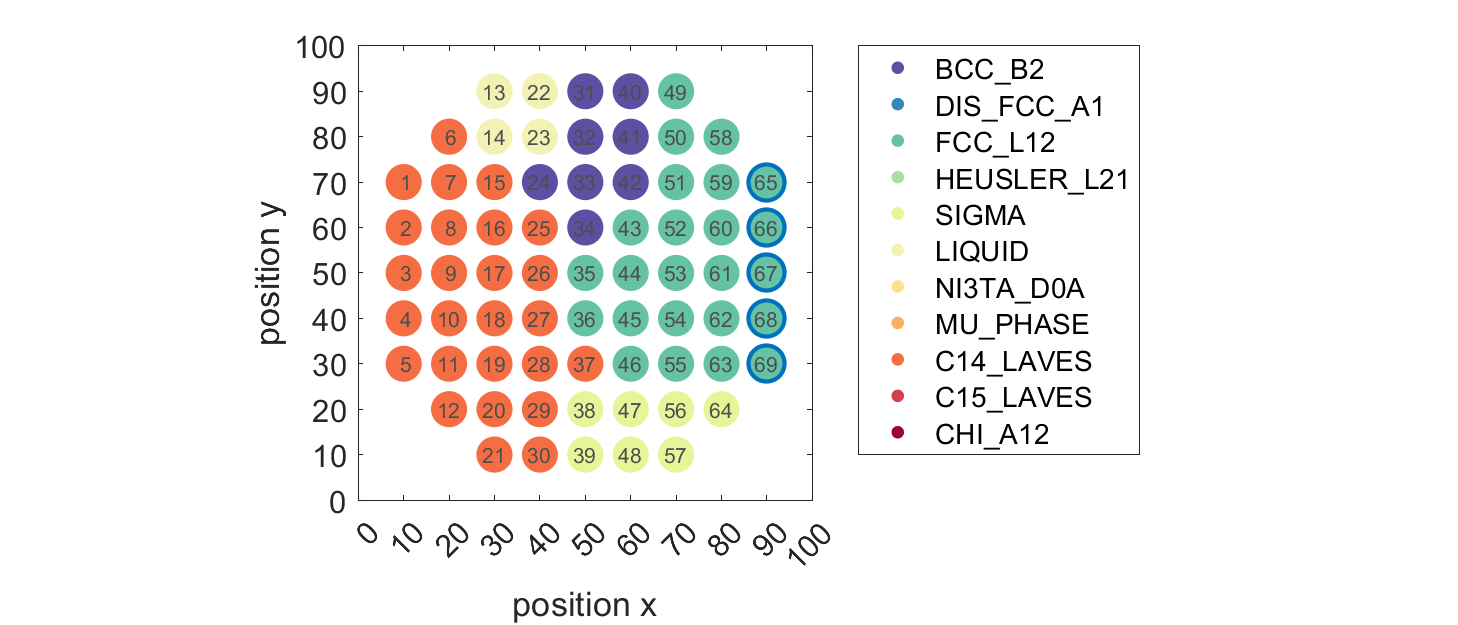 100
90 13 22 31 40 49
80 6 14 23 32 41 50 58
70 1 7 15 24 33 42 51 59 65
60 2 8 16 25 34 43 52 60 66
50 3 9 17 26 35 44 53 61 67
40 4 10 18 27 36 45 54 62 68
30 5 11 19 28 37 46 55 63 69
20 12 20 29 38 47 56 64
10 21 30 39 48 57
0
position y
0 10 20 30 40 50 60 70 80 90 100
position x
BCC_B2
DIS_FCC_A1
FCC_L12
HEUSLER_L21
SIGMA
LIQUID
NI3TA_D0A
MU_PHASE
C14_LAVES
C15_LAVES
CHI_A12